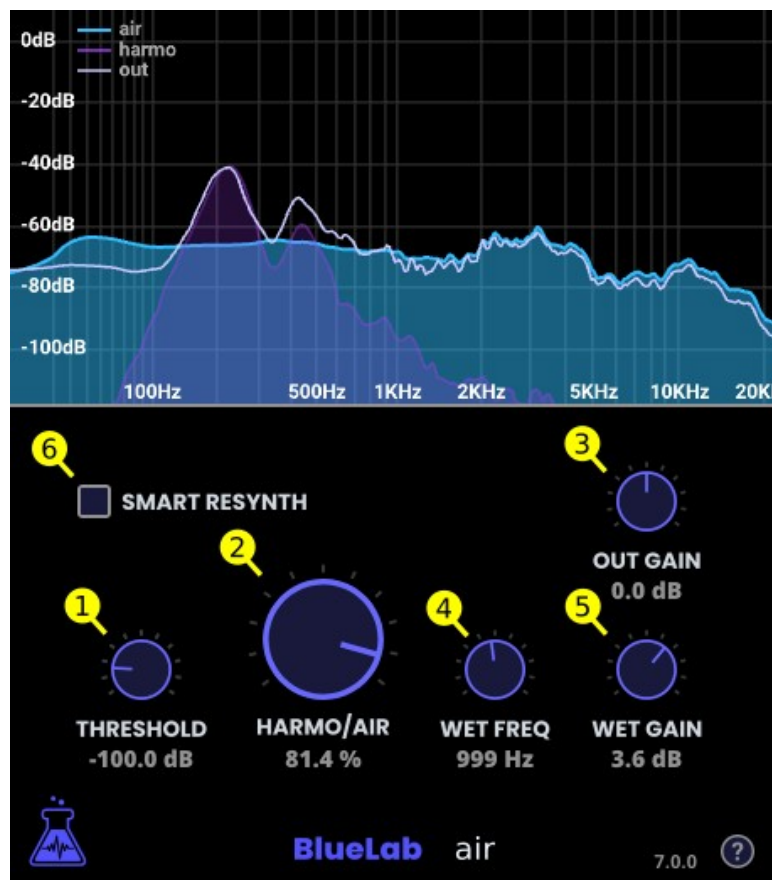 0dB
air
harmo
out
-20dB
-40dB
-60dB
-80dB
-100dB
100Hz 500Hz 1KHz 2KHz 5KHz 10KHz
6
3
SMART RESYNTH
2
OUT GAIN
0.0 dB
1
4
5
THRESHOLD HARMO/AIR WET FREQ WET GAIN
-100.0 dB 81.4 % 999 Hz 3.6 dB
BlueLab air
7.0.0 ?